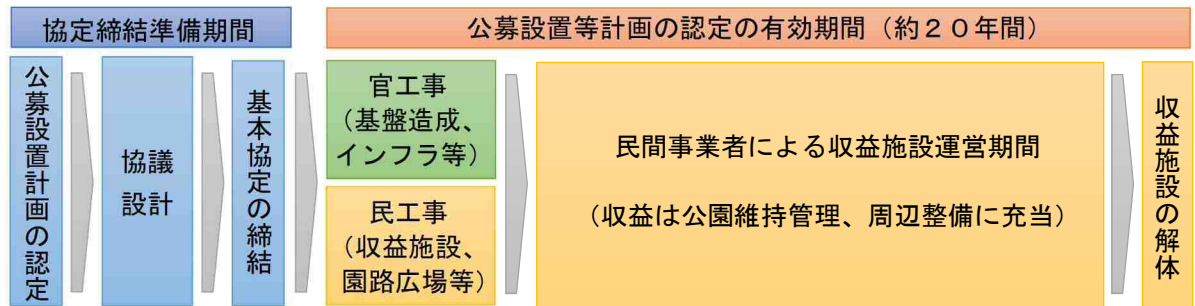 協定締結準備期間
公募設置等計画の認定の有効期間（約２０年間）
公募設置計画の認定
協議
設計
基本協定の締結
官工事
（基盤造成、
インフラ等）
民工事
（収益施設、
園路広場等）
民間事業者による収益施設運営期間
（収益は公園維持管理、周辺整備に充当）
収益施設の解体